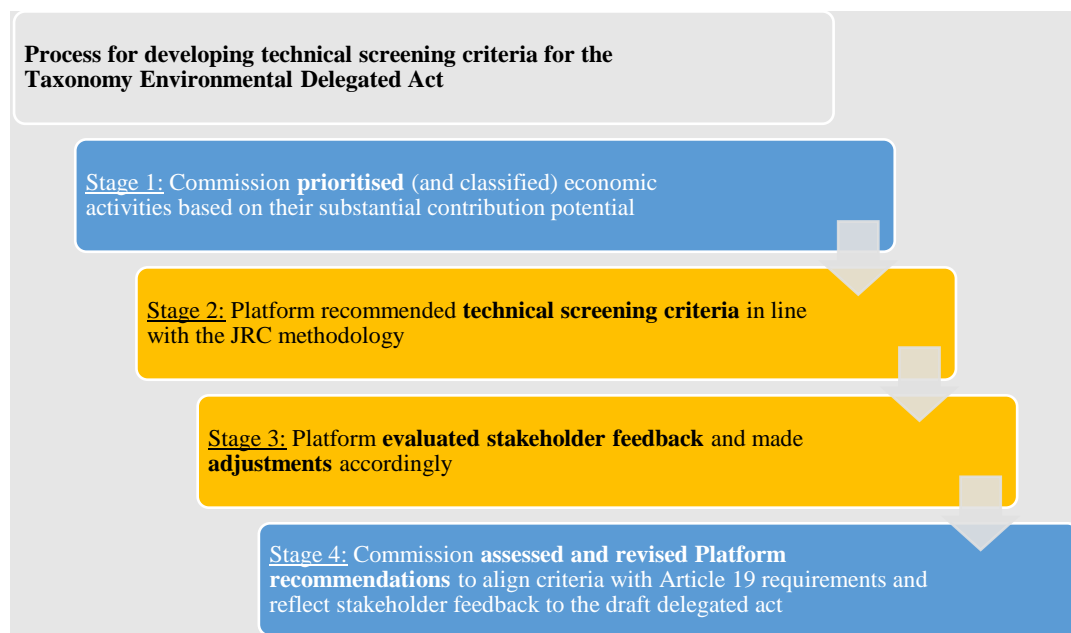 Process for developing technical screening criteria for the
Taxonomy Environmental Delegated Act
Stage 1: Commission prioritised (and classified) economic
activities based on their substantial contribution potential
Stage 2: Platform recommended technical screening criteria in line
with the JRC methodology
Stage 3: Platform evaluated stakeholder feedback and made
adjustments accordingly
Stage 4: Commission assessed and revised Platform
recommendations to align criteria with Article 19 requirements and
reflect stakeholder feedback to the draft delegated act